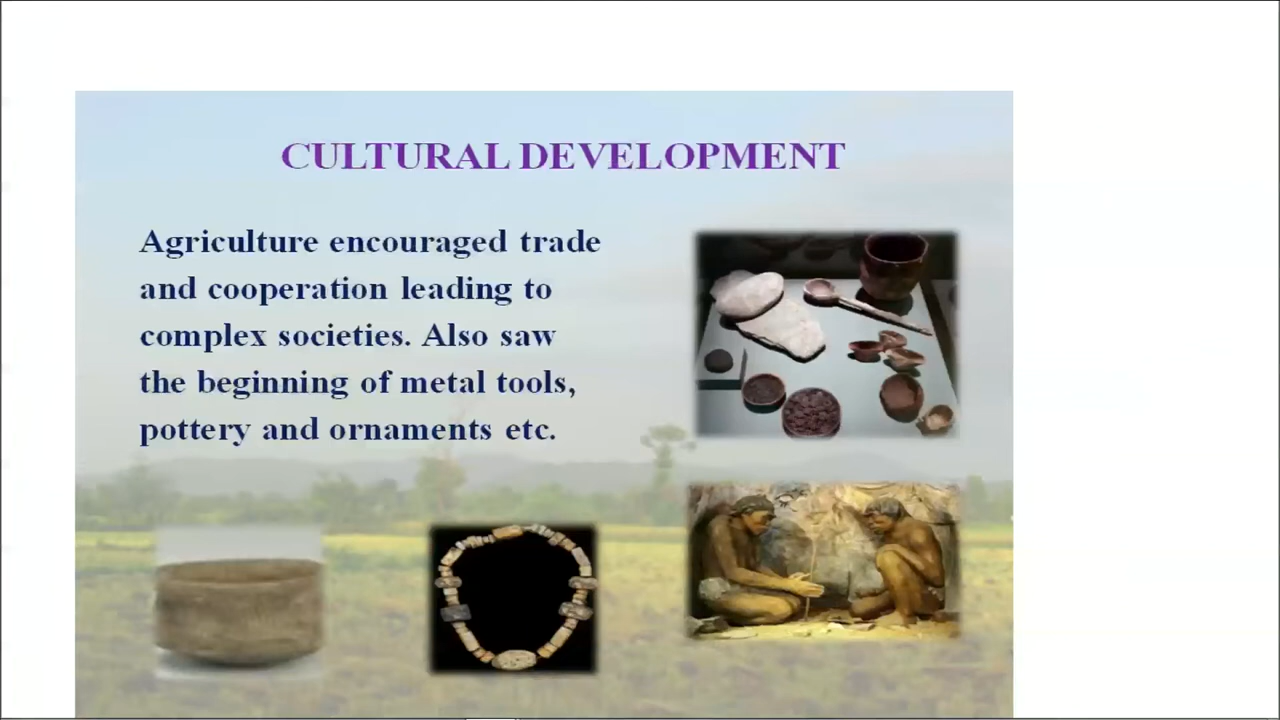 CULTURAL DEVELOPMENT
Agriculture encouraged trade
and cooperation leading to
complex societies. Also saw
the beginning of metal tools,
pottery and ornaments etc.